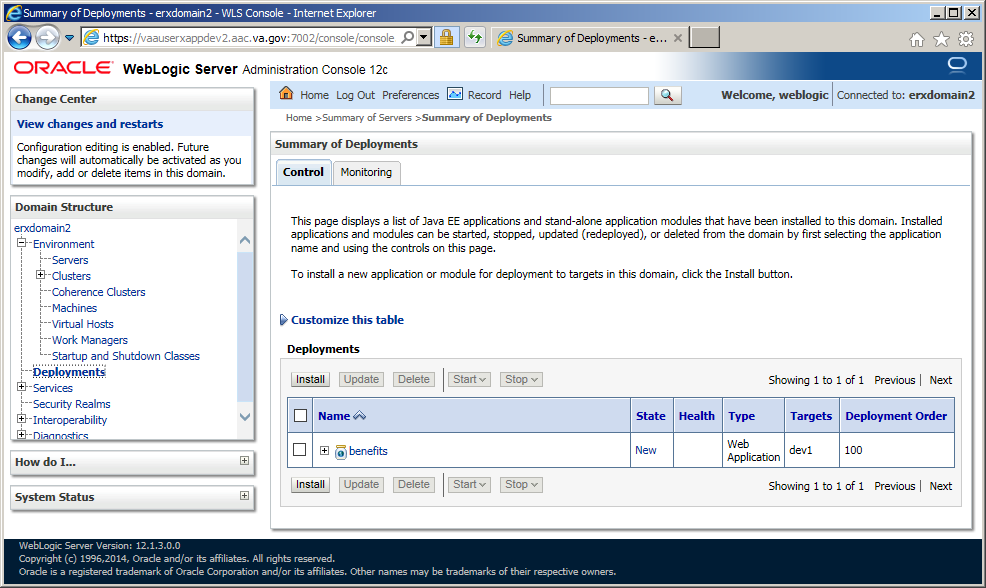 Summary of Deployments - erxdomain2 - WLS Console - Internet Explorer
https://vaauserxappdev2.aac.va.gov:7002/console/console
Summary of Deployments - e...
ORACLE WebLogic Server Administration Console 12c
Change Center
View changes and restarts
Configuration editing is enabled. Future
changes will automatically be activated as you
modify, add or delete items in this domain.
Domain Structure
erxdomain2
Environment
Servers
Clusters
Coherence Clusters
Machines
Virtual Hosts
Work Managers
Startup and Shutdown Classes
Deployments
Services
Security Realms
Interoperability
Diagnostics
How do I...
System Status
Home Log Out Preferences Record Help
Welcome, weblogic Connected to: erxdomain2
Home >Summary of Servers >Summary of Deployments
Summary of Deployments
Control Monitoring
This page displays a list of Java EE applications and stand-alone application modules that have been installed to this domain. Installed
applications and modules can be started, stopped, updated (redeployed), or deleted from the domain by first selecting the application
name and using the controls on this page.
To install a new application or module for deployment to targets in this domain, click the Install button.
Customize this table
Deployments
Install Update Delete Start Stop Showing 1 to 1 of 1 Previous | Next
Name State Health Type Targets Deployment Order
benefits New Web Application dev1 100
Install Update Delete Start Stop Showing 1 to 1 of 1 Previous | Next
WebLogic Server Version: 12.1.3.0.0
Copyright (c) 1996,2014, Oracle and/or its affiliates. All rights reserved.
Oracle is a registered trademark of Oracle Corporation and/or its affiliates. Other names may be trademarks of their respective owners.